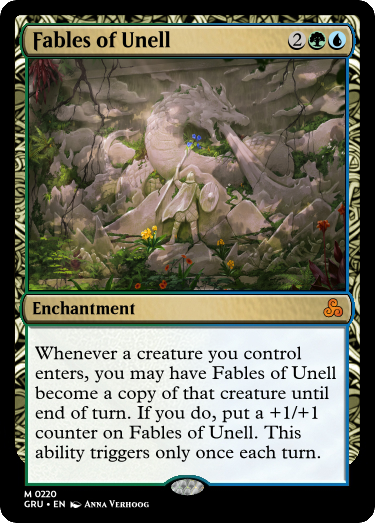 Fables of Unell 2
Enchantment
Whenever a creature you control
enters, you may have Fables of Unell
become a copy of that creature until
end of turn. If you do, put a +1/+1
counter on Fables of Unell. This
ability triggers only once each turn.
M 0220
GRU • EN Anna Verhoog